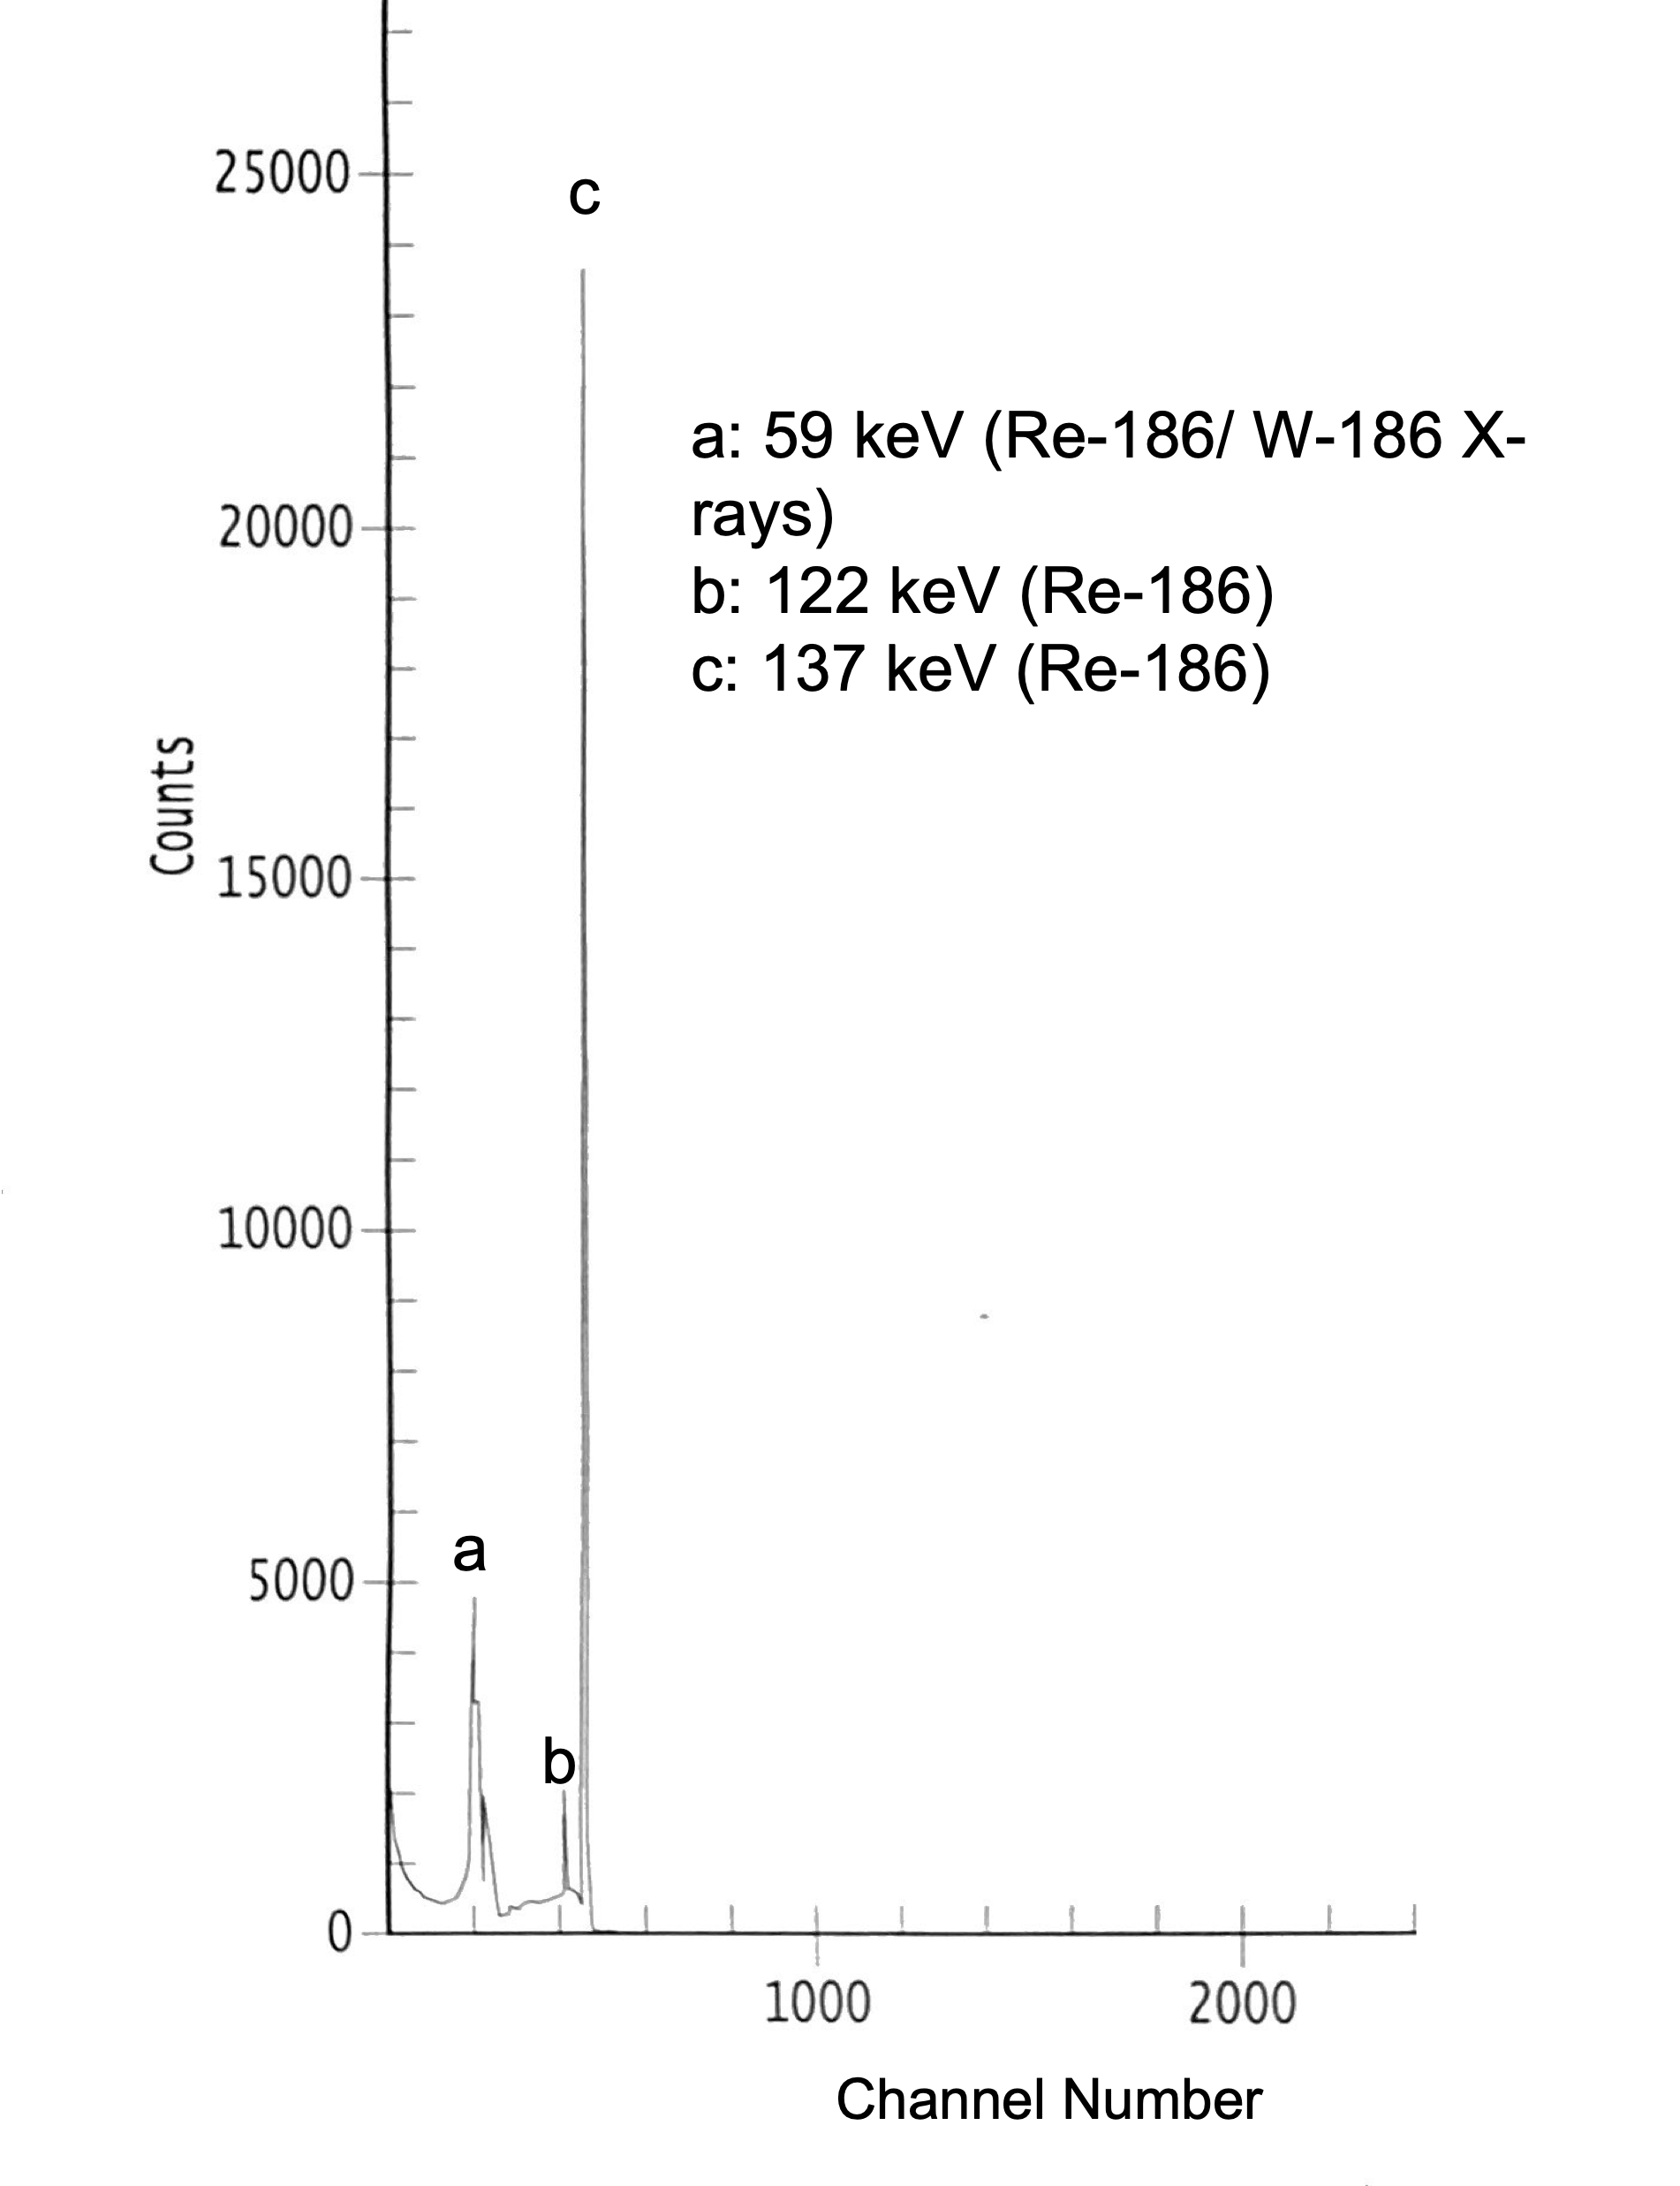 25000
c
a: 59 keV (Re-186/ W-186 X-
rays)
20000
b: 122 keV (Re-186)
c: 137 keV (Re-186)
Counts
15000
10000
a
5000
b
0
1000
2000
Channel Number